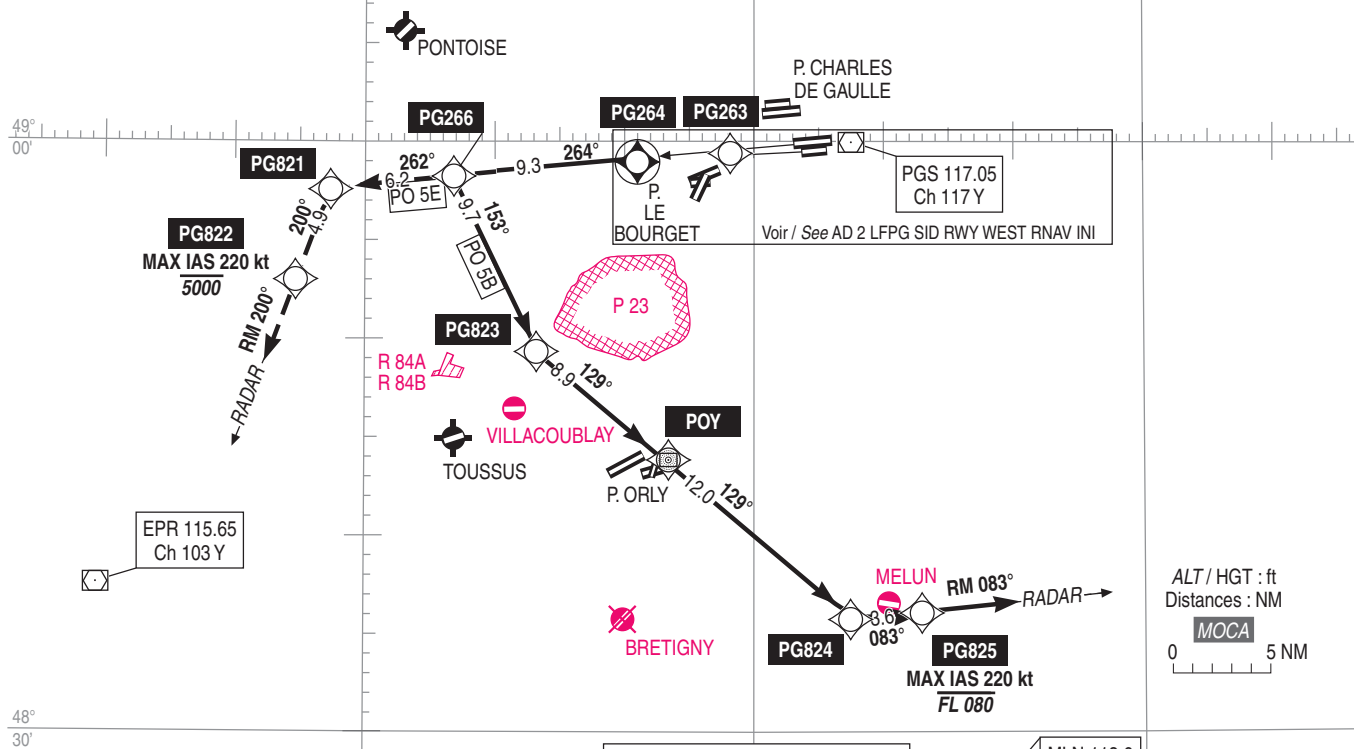 PONTOISE
P. CHARLES
DE GAULLE
PG266
PG264
PG263
49°
00'
PG821
262°
6.2
PO 5E
9.3
264°
P.
LE
BOURGET
PGS 117.05
Ch 117 Y
Voir / See AD 2 LFPG SID RWY WEST RNAV INI
200°
4.9
PG822
MAX IAS 220 kt
5000
RM 200°
RADAR
9.7
153°
PO 5B
P 23
PG823
R 84A
R 84B
8.9
129°
VILLACOUBLAY
TOUSSUS
POY
P. ORLY
12.0
129°
EPR 115.65
Ch 103 Y
MELUN
RM 083°
RADAR
3.6
083°
BRETIGNY
PG824
PG825
MAX IAS 220 kt
FL 080
ALT / HGT : ft
Distances : NM
MOCA
0 5 NM
48°
30'